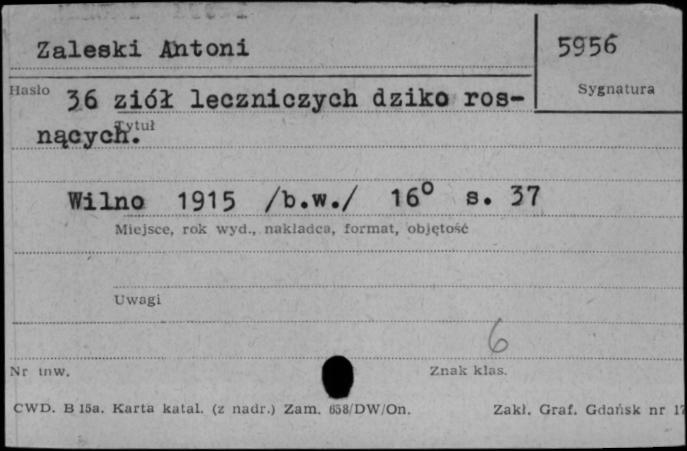 Zaleski Antoni
5956
Hasło
Sygnatura
36 ziół leczniczych dziko ros-
nących.
Tytuł
Wilno 1915 /b.w./ 16° s. 37
Miejsce, rok wyd., nakładca, format, objętość
Uwagi
6
Nr inw.
Znak klas.
CWD. B 15a. Karta katal. (z nadr.) Zam. 658/DW/On.
Zakł. Graf. Gdańsk nr